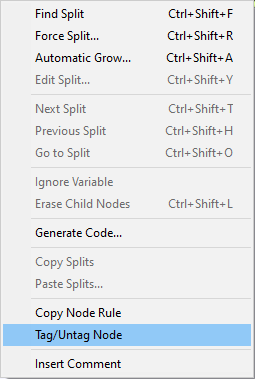 Find Split Ctrl+Shift+F
Force Split... Ctrl+Shift+R
Automatic Grow... Ctrl+Shift+A
Edit Split... Ctrl+Shift+Y
Next Split Ctrl+Shift+T
Previous Split Ctrl+Shift+H
Go to Split Ctrl+Shift+O
Ignore Variable
Erase Child Nodes Ctrl+Shift+L
Generate Code...
Copy Splits
Paste Splits...
Copy Node Rule
Tag/Untag Node
Insert Comment